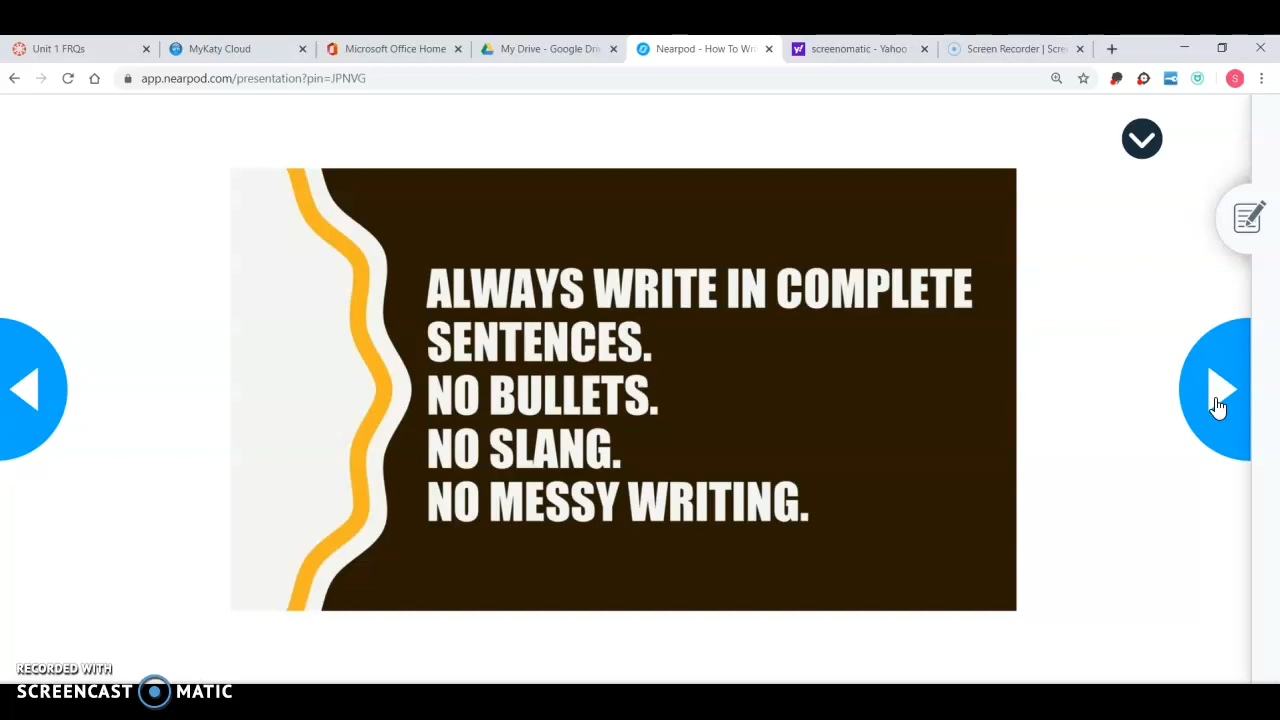 Unit 1 FRQs
MyKaty Cloud
Microsoft Office Home
My Drive - Google Dri
Nearpod - How To Wr
screenomatic - Yahoo
Screen Recorder | Scre
app.nearpod.com/presentation?pin=JPNVG
S
ALWAYS WRITE IN COMPLETE
SENTENCES.
NO BULLETS.
NO SLANG.
NO MESSY WRITING.
RECORDED WITH
SCREENCAST MATIC